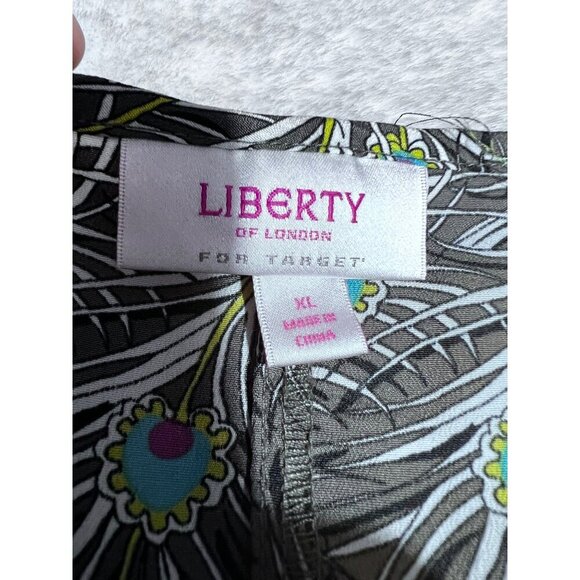 LIBERTY
OF LONDON
FOR TARGET
XL
MADE IN
CHINA